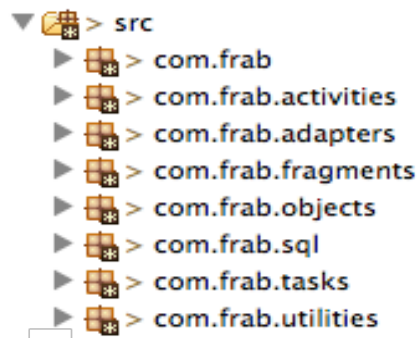 > src
> com.frab
> com.frab.activities
> com.frab.adapters
> com.frab.fragments
> com.frab.objects
> com.frab.sql
> com.frab.tasks
> com.frab.utilities